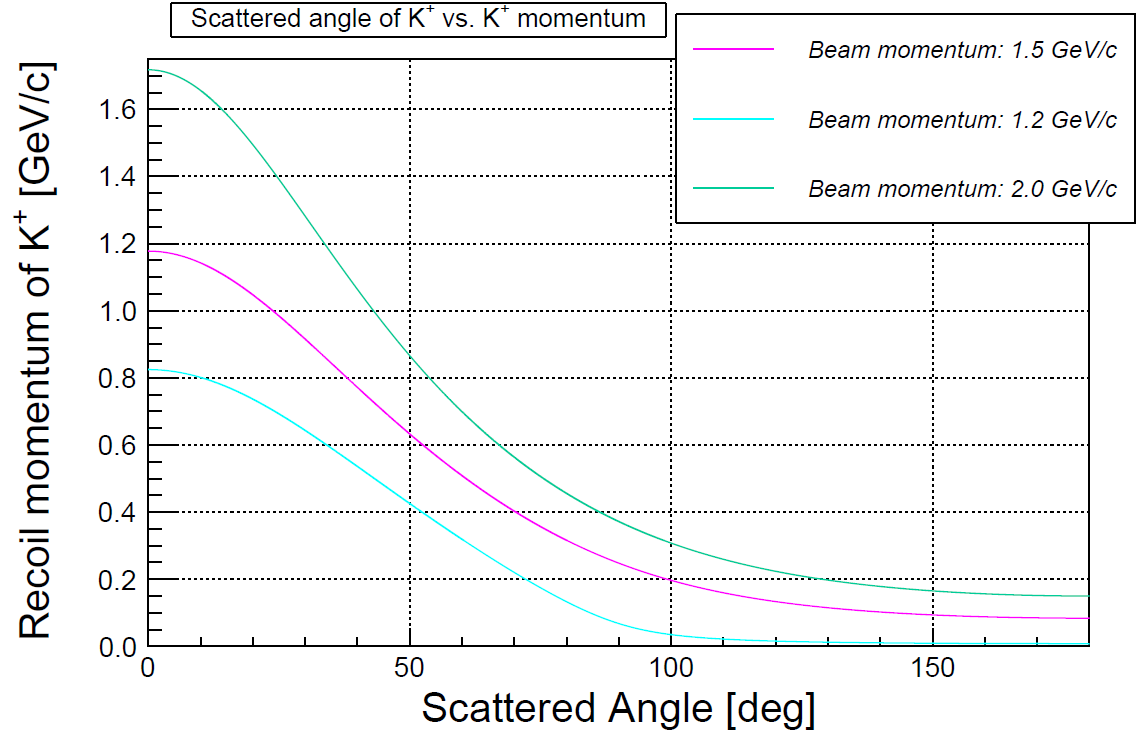 Scattered angle of K⁺ vs. K⁺ momentum
Beam momentum: 1.5 GeV/c
Beam momentum: 1.2 GeV/c
Beam momentum: 2.0 GeV/c
Recoil momentum of K⁺ [GeV/c]
1.6
1.4
1.2
1.0
0.8
0.6
0.4
0.2
0.0
0 50 100 150
Scattered Angle [deg]